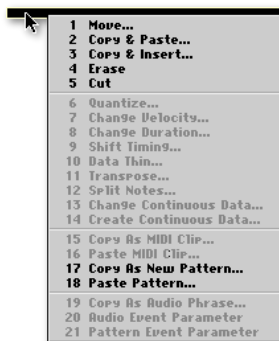 1 Move...
2 Copy & Paste...
3 Copy & Insert...
4 Erase
5 Cut
6 Quantize...
7 Change Velocity...
8 Change Duration...
9 Shift Timing...
10 Data Thin...
11 Transpose...
12 Split Notes...
13 Change Continuous Data...
14 Create Continuous Data...
15 Copy As MIDI Clip...
16 Paste MIDI Clip...
17 Copy As New Pattern...
18 Paste Pattern...
19 Copy As Audio Phrase...
20 Audio Event Parameter
21 Pattern Event Parameter